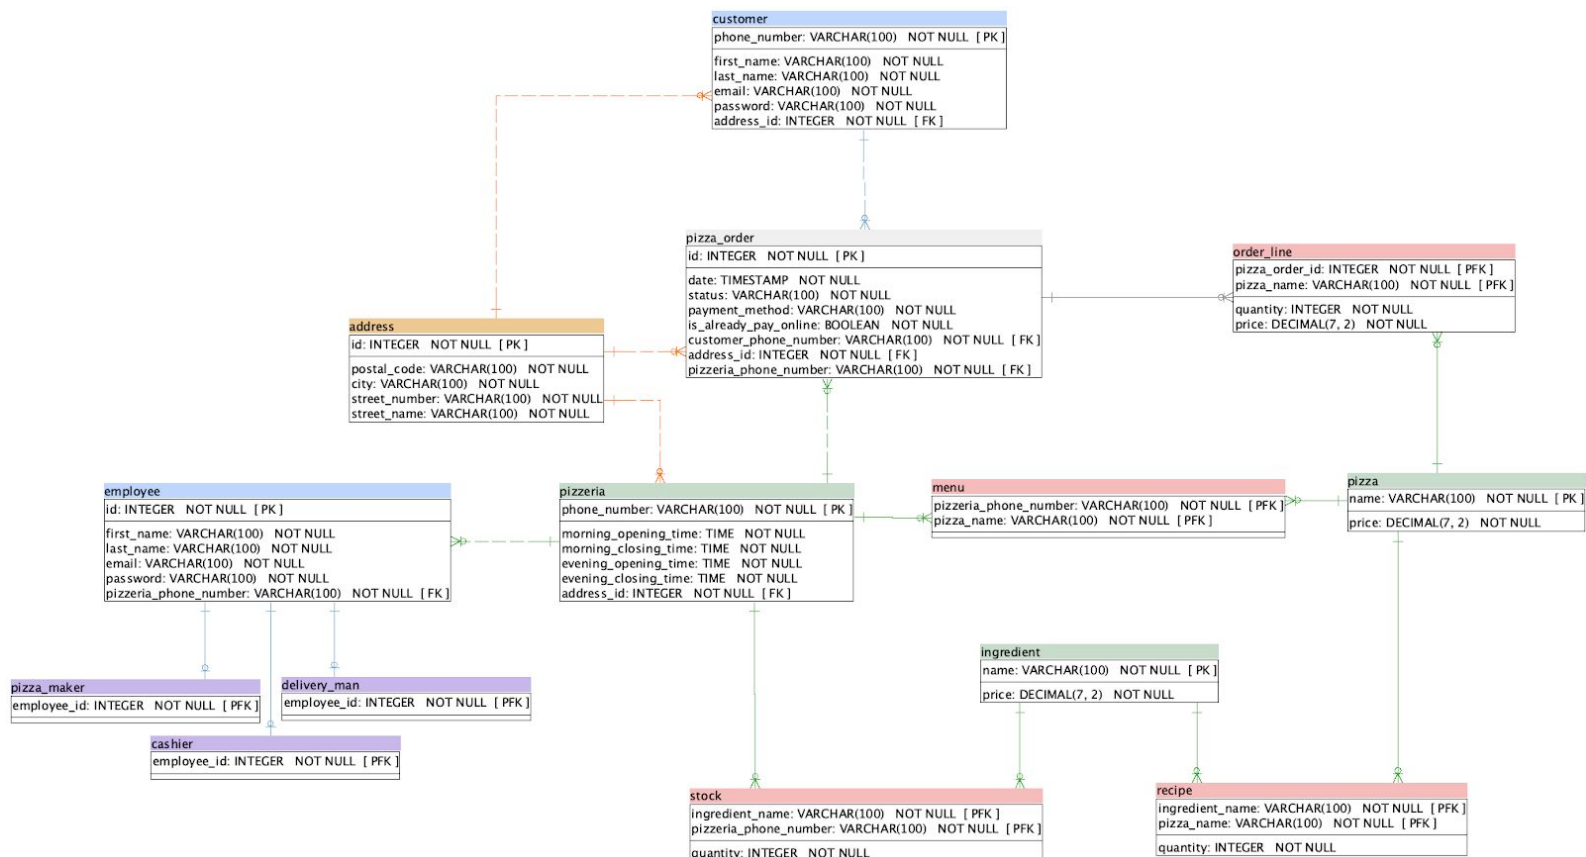 customer
phone_number: VARCHAR(100) NOT NULL [ PK ]
first_name: VARCHAR(100) NOT NULL
last_name: VARCHAR(100) NOT NULL
email: VARCHAR(100) NOT NULL
password: VARCHAR(100) NOT NULL
address_id: INTEGER NOT NULL [ FK ]
pizza_order
id: INTEGER NOT NULL [ PK ]
date: TIMESTAMP NOT NULL
status: VARCHAR(100) NOT NULL
payment_method: VARCHAR(100) NOT NULL
is_already_pay_online: BOOLEAN NOT NULL
customer_phone_number: VARCHAR(100) NOT NULL [ FK ]
address_id: INTEGER NOT NULL [ FK ]
pizzeria_phone_number: VARCHAR(100) NOT NULL [ FK ]
order_line
pizza_order_id: INTEGER NOT NULL [ PFK ]
pizza_name: VARCHAR(100) NOT NULL [ PFK ]
quantity: INTEGER NOT NULL
price: DECIMAL(7, 2) NOT NULL
address
id: INTEGER NOT NULL [ PK ]
postal_code: VARCHAR(100) NOT NULL
city: VARCHAR(100) NOT NULL
street_number: VARCHAR(100) NOT NULL
street_name: VARCHAR(100) NOT NULL
employee
id: INTEGER NOT NULL [ PK ]
first_name: VARCHAR(100) NOT NULL
last_name: VARCHAR(100) NOT NULL
email: VARCHAR(100) NOT NULL
password: VARCHAR(100) NOT NULL
pizzeria_phone_number: VARCHAR(100) NOT NULL [ FK ]
pizzeria
phone_number: VARCHAR(100) NOT NULL [ PK ]
morning_opening_time: TIME NOT NULL
morning_closing_time: TIME NOT NULL
evening_opening_time: TIME NOT NULL
evening_closing_time: TIME NOT NULL
address_id: INTEGER NOT NULL [ FK ]
menu
pizzeria_phone_number: VARCHAR(100) NOT NULL [ PFK ]
pizza_name: VARCHAR(100) NOT NULL [ PFK ]
pizza
name: VARCHAR(100) NOT NULL [ PK ]
price: DECIMAL(7, 2) NOT NULL
ingredient
name: VARCHAR(100) NOT NULL [ PK ]
price: DECIMAL(7, 2) NOT NULL
pizza_maker
employee_id: INTEGER NOT NULL [ PFK ]
delivery_man
employee_id: INTEGER NOT NULL [ PFK ]
cashier
employee_id: INTEGER NOT NULL [ PFK ]
stock
ingredient_name: VARCHAR(100) NOT NULL [ PFK ]
pizzeria_phone_number: VARCHAR(100) NOT NULL [ PFK ]
quantity: INTEGER NOT NULL
recipe
ingredient_name: VARCHAR(100) NOT NULL [ PFK ]
pizza_name: VARCHAR(100) NOT NULL [ PFK ]
quantity: INTEGER NOT NULL